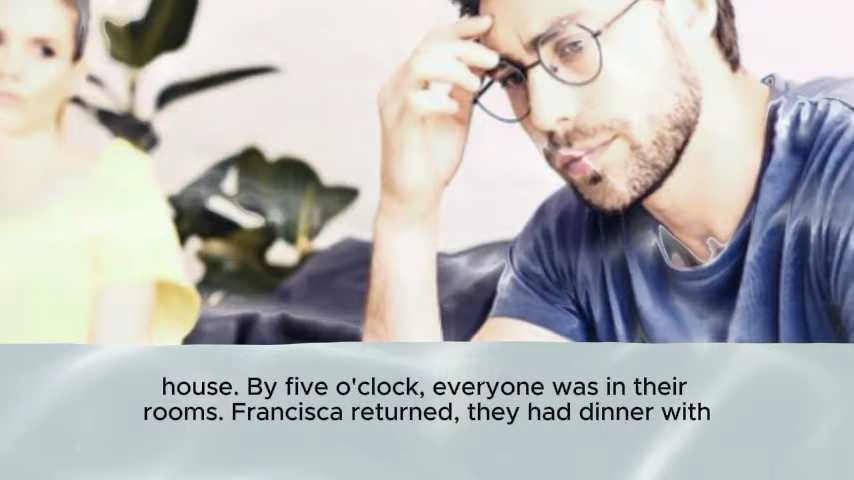 house. By five o'clock, everyone was in their
rooms. Francisca returned, they had dinner with